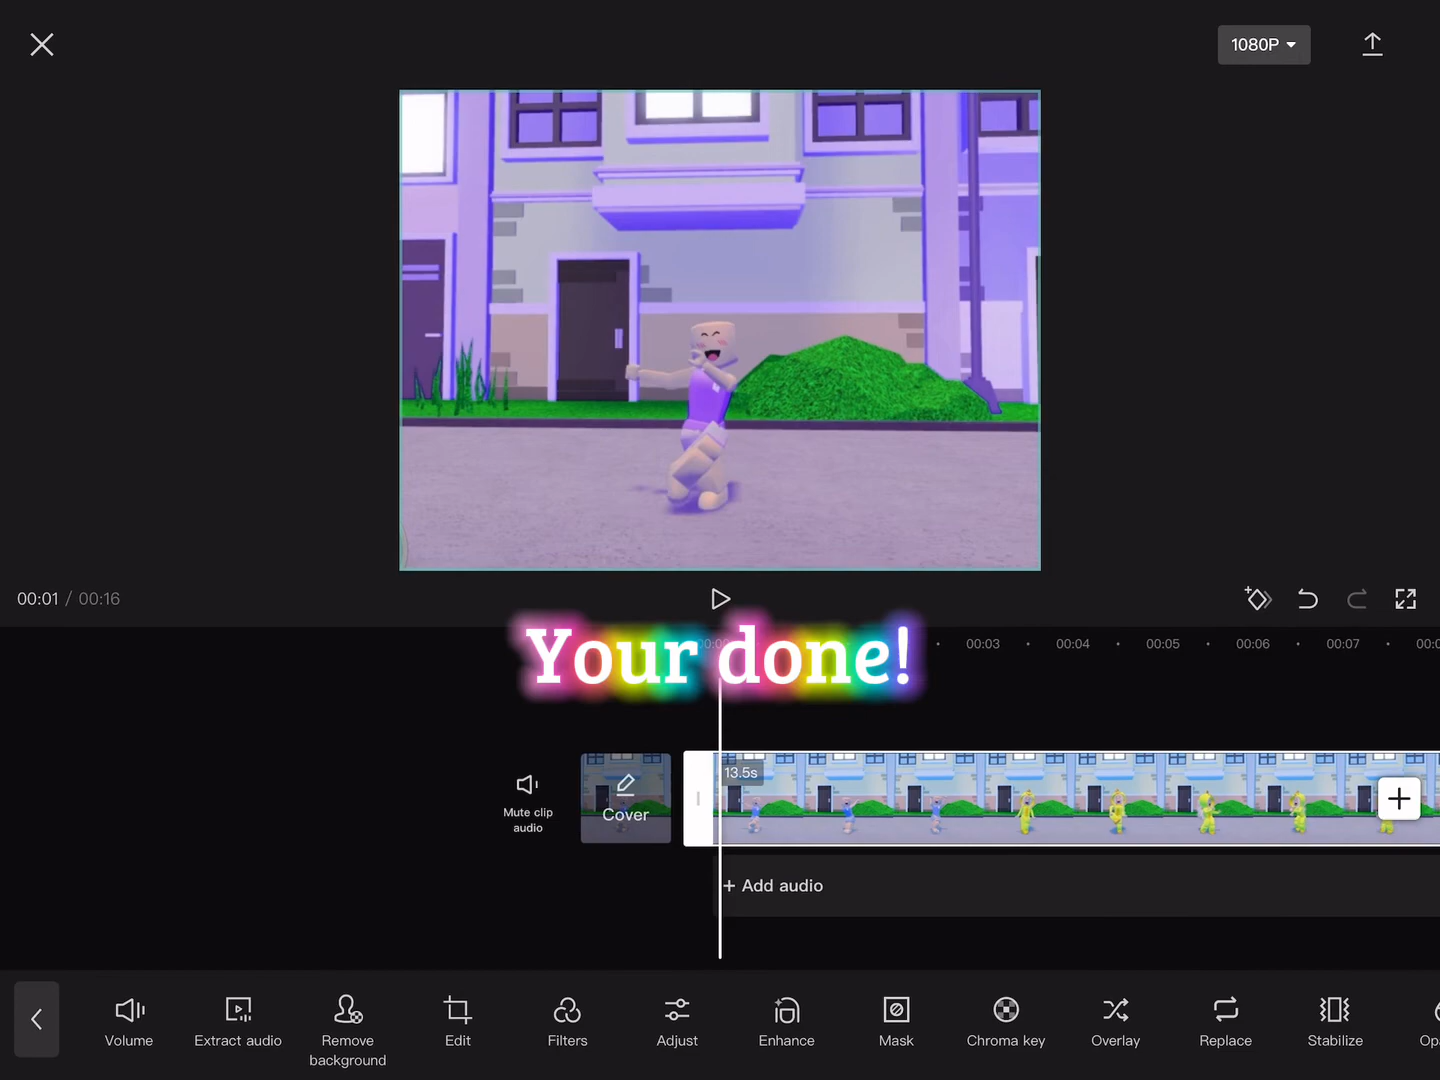 1080P
00:01 / 00:16
00:03 00:04 00:05 00:06 00:07
Your done!
13.5s
Mute clip
audio
Cover
+ Add audio
Volume Extract audio Remove
background Edit Filters Adjust Enhance Mask Chroma key Overlay Replace Stabilize